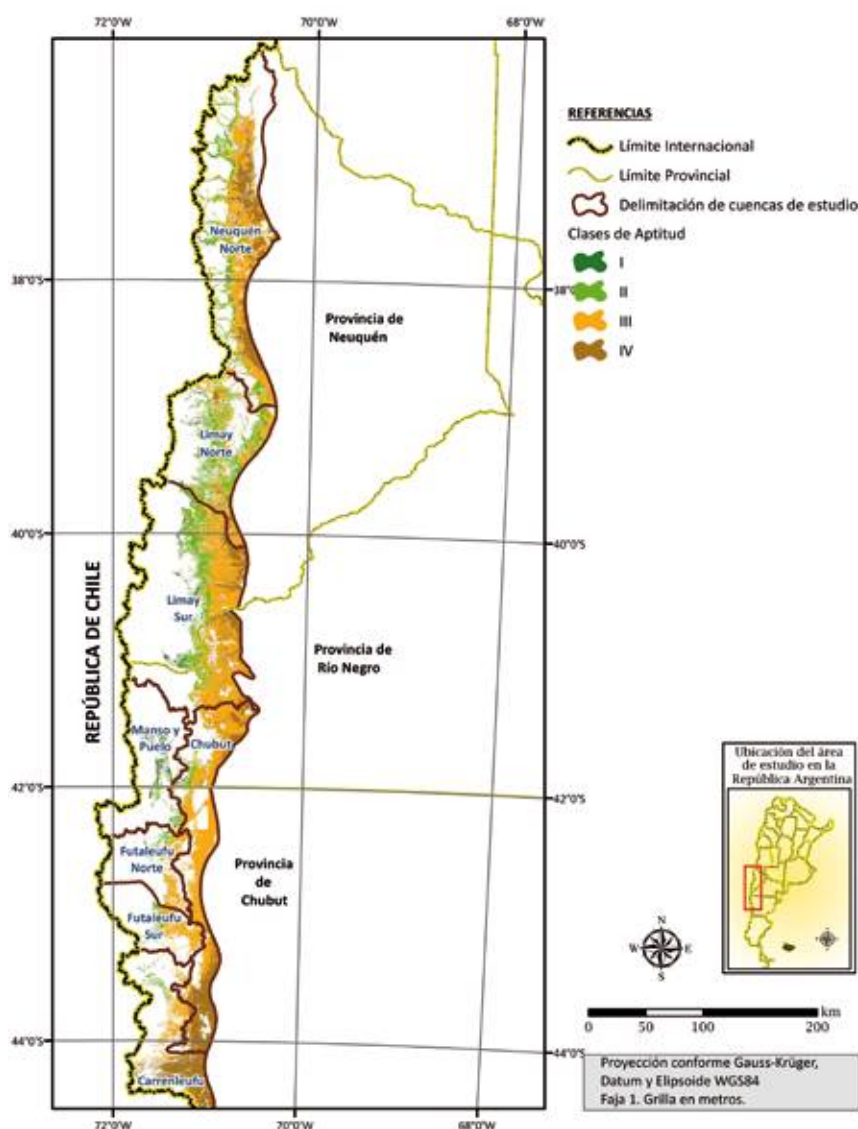 72°0'W
70°0'W
68°0'W
REFERENCIAS
Límite Internacional
Límite Provincial
Delimitación de cuencas de estudio
Clases de Aptitud
I
II
III
IV
Neuquén
Norte
38°0'S
38°0'S
Provincia de
Neuquén
Limay
Norte
40°0'S
40°0'S
REPÚBLICA DE CHILE
Limay
Sur
Provincia de
Río Negro
Manso y
Puelo
Chubut
42°0'S
42°0'S
Futaleufu
Norte
Provincia
de
Chubut
Futaleufu
Sur
44°0'S
44°0'S
Carrenleufu
72°0'W
70°0'W
68°0'W
Ubicación del área
de estudio en la
República Argentina
N
W
E
S
km
0
50
100
200
Proyección conforme Gauss-Krüger,
Datum y Elipsoide WGS84
Faja 1. Grilla en metros.